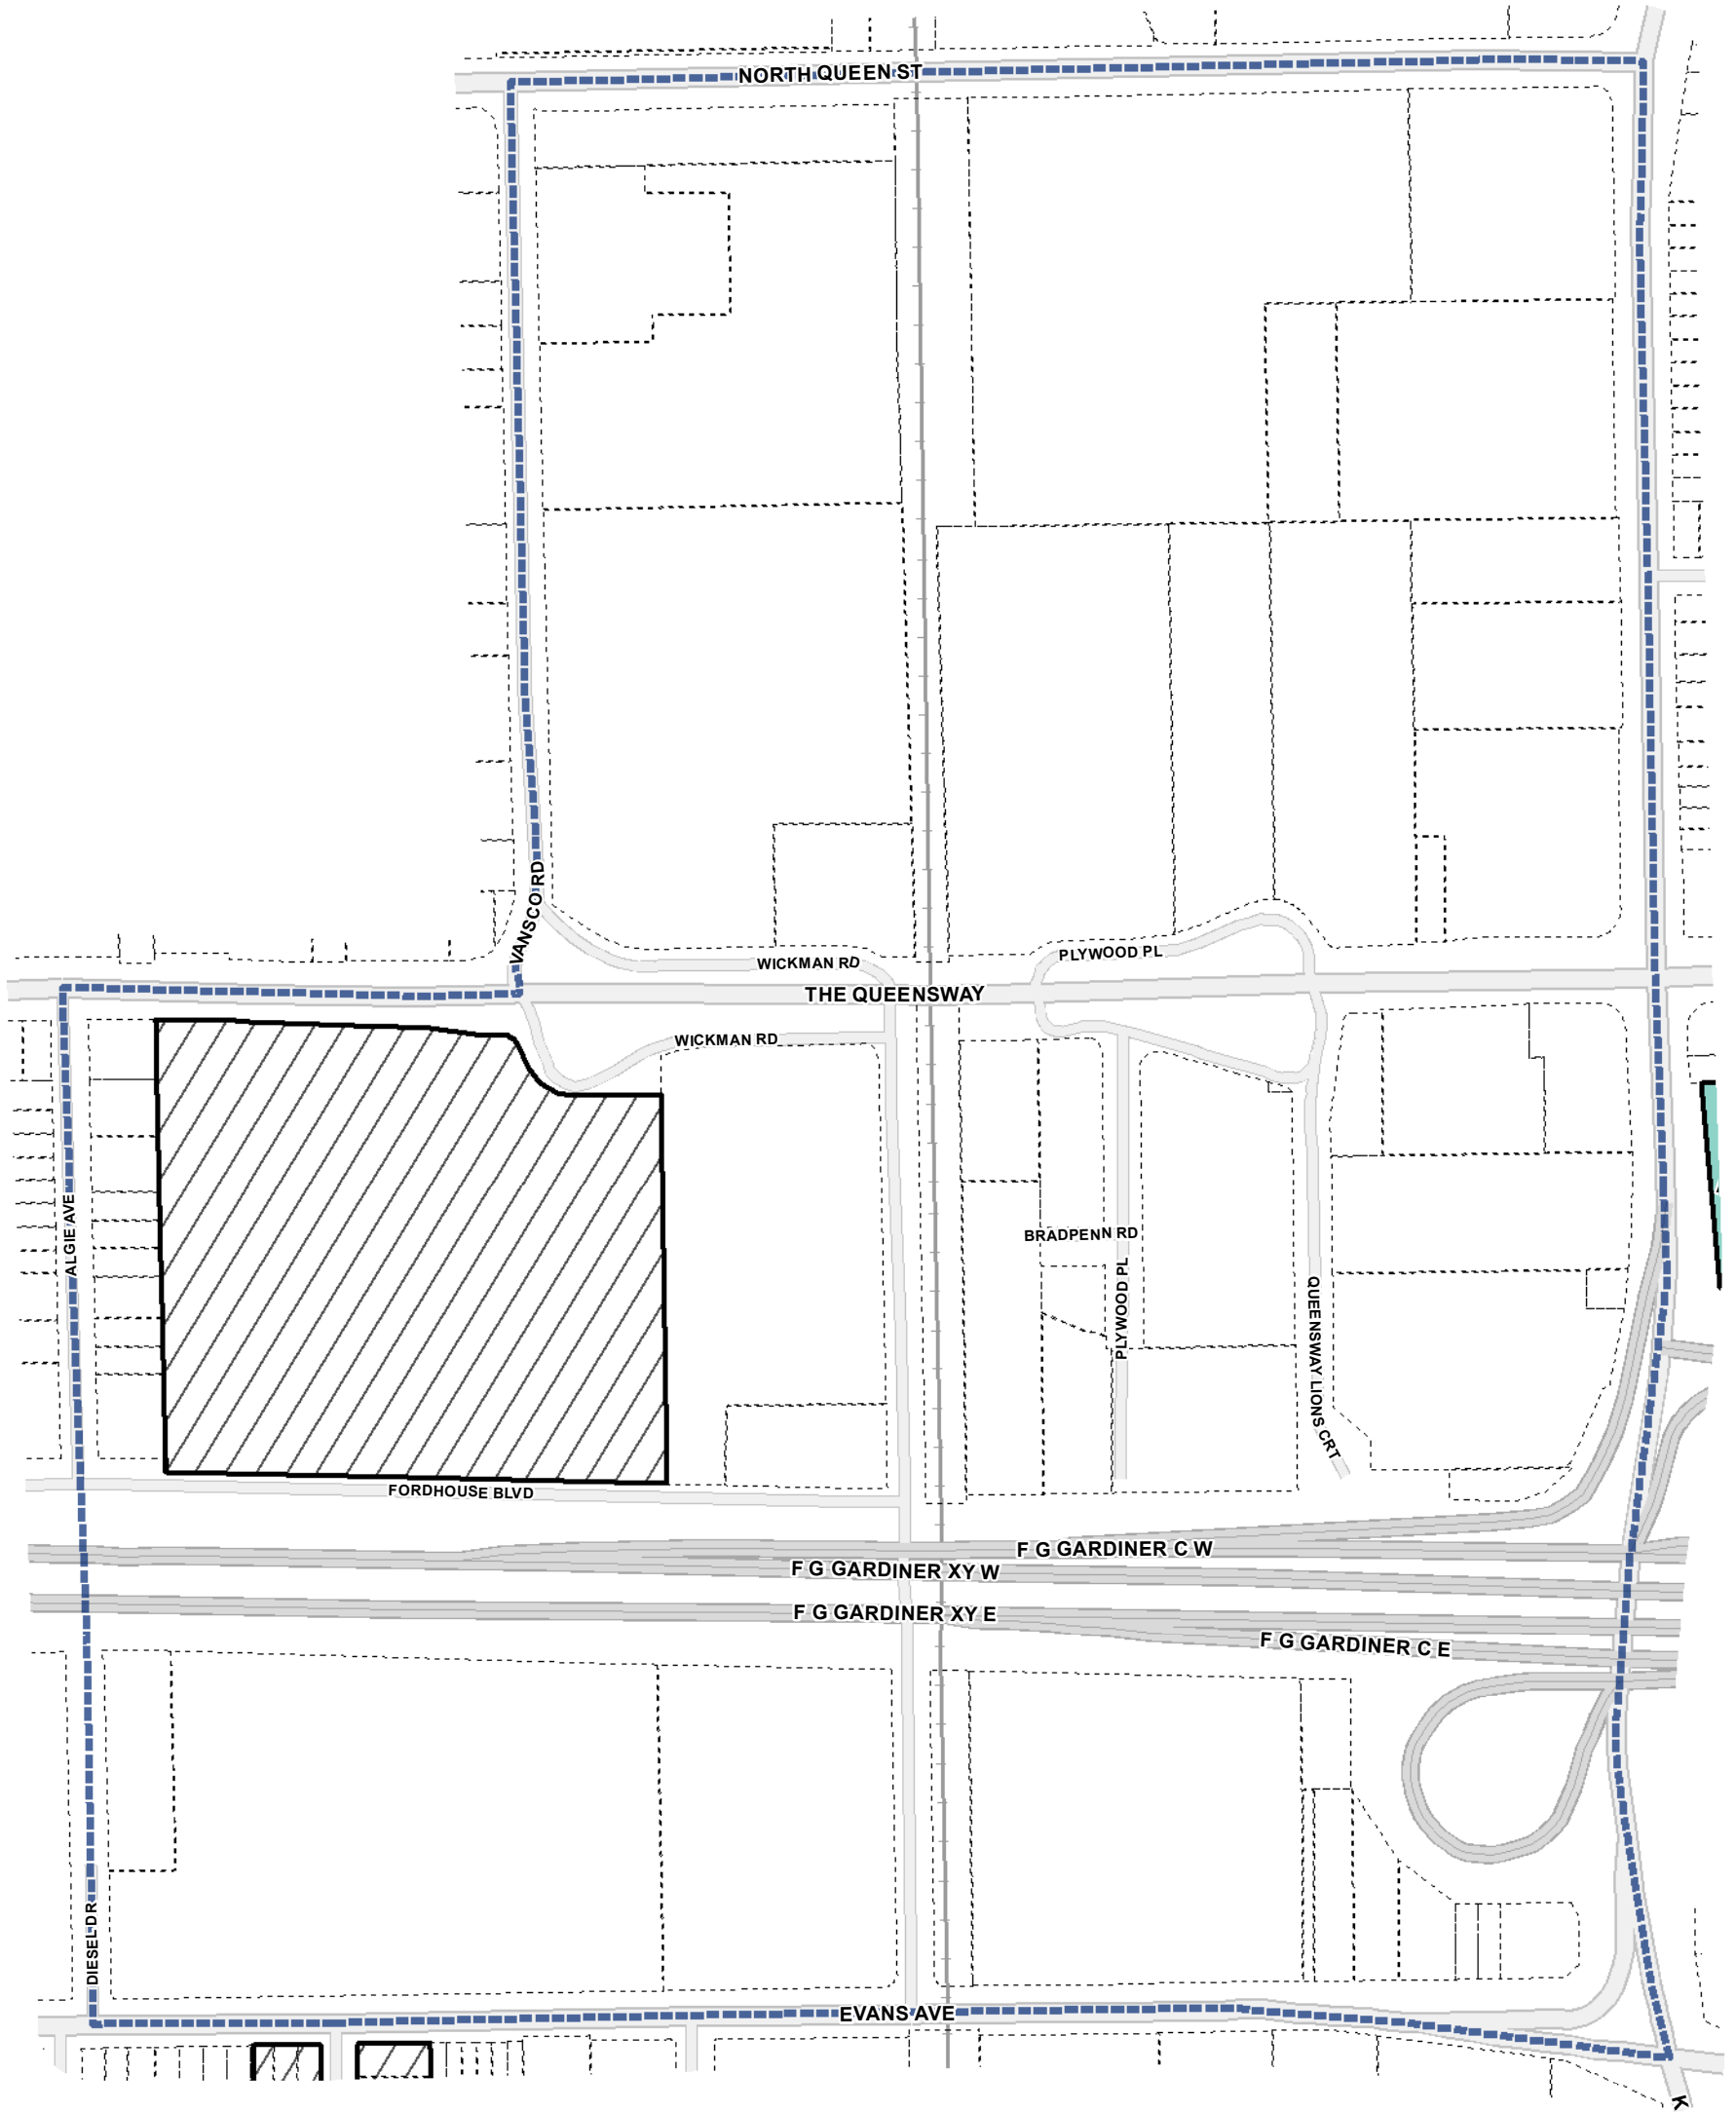 NORTH QUEEN ST
VANSCO RD
WICKMAN RD
PLYWOOD PL
THE QUEENSWAY
WICKMAN RD
ALGIE AVE
BRADPENN RD
PLYWOOD PL
QUEENSWAY LIONS CRT
FORDHOUSE BLVD
F G GARDINER C W
F G GARDINER XY W
F G GARDINER XY E
F G GARDINER C E
DIESEL DR
EVANS AVE
K